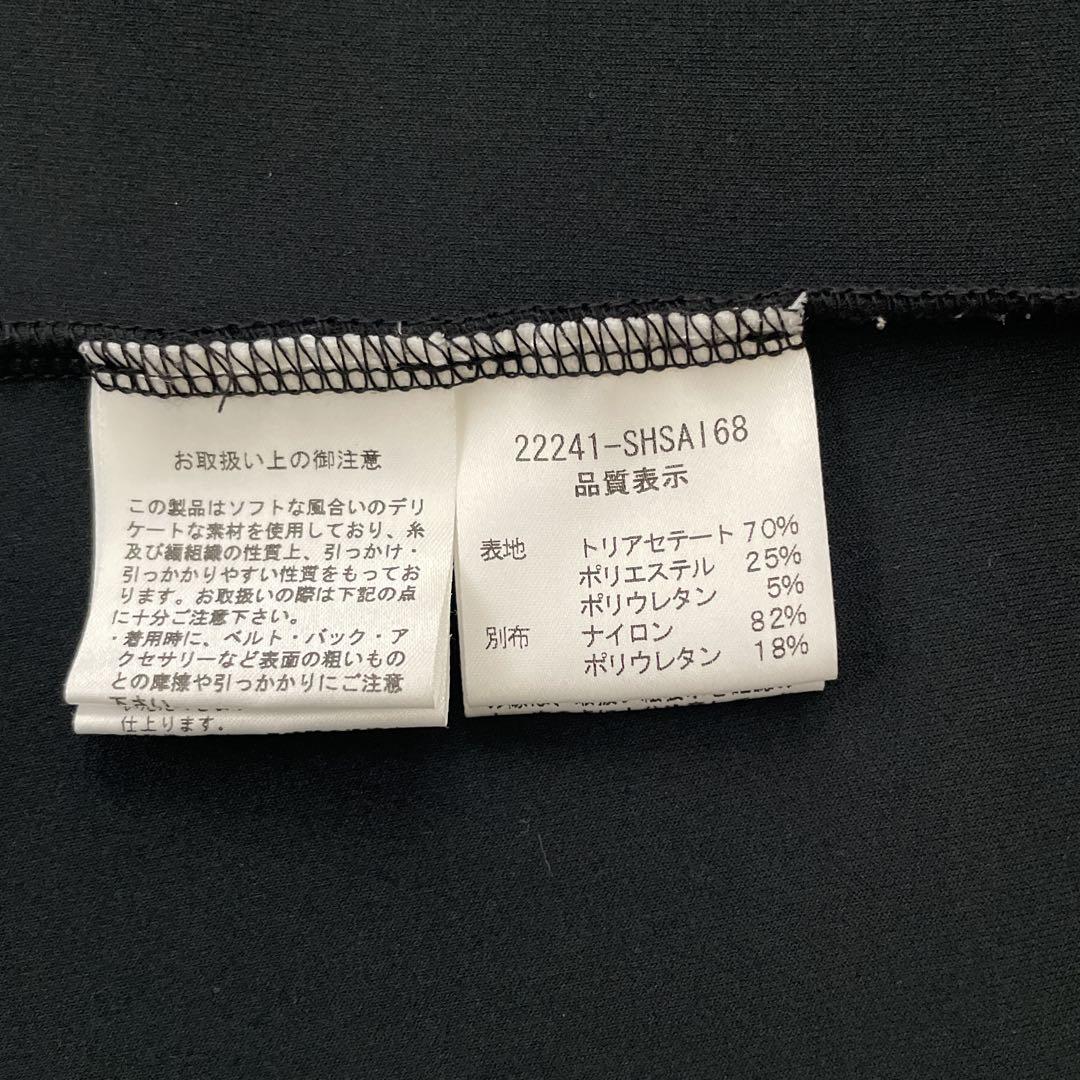 お取扱い上の御注意
この製品はソフトな風合いのデリ
ケートな素材を使用しており、糸
及び編組織の性質上、引っかけ・
引っかかりやすい性質をもってお
ります。お取扱いの際は下記の点
に十分ご注意下さい。
・着用時に、ベルト・バック・ア
クセサリーなど表面の粗いもの
との摩擦や引っかかりにご注意
仕上ります。
22241-SHSAI68
品質表示
表地 トリアセテート 70%
ポリエステル 25%
ポリウレタン 5%
別布 ナイロン 82%
ポリウレタン 18%